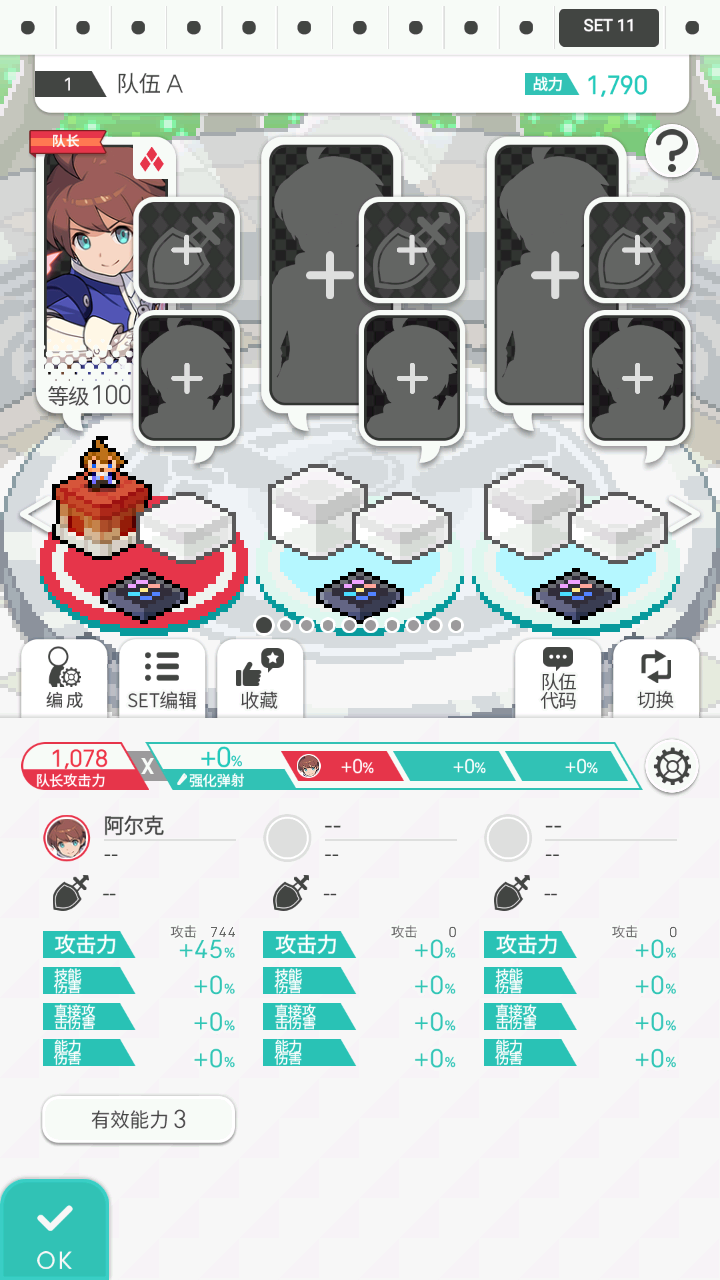 SET 11
1 队伍 A 战力 1,790
队长
?
等级100
编成 SET编辑 收藏 队伍代码 切换
1,078 队长攻击力 X +0% 强化弹射 +0% +0% +0%
阿尔克 -- --
-- -- --
-- -- --
攻击力 攻击 744 +45% 攻击力 攻击 0 +0% 攻击力 攻击 0 +0%
技能伤害 +0% 技能伤害 +0% 技能伤害 +0%
直接攻击伤害 +0% 直接攻击伤害 +0% 直接攻击伤害 +0%
能力伤害 +0% 能力伤害 +0% 能力伤害 +0%
有效能力 3
OK